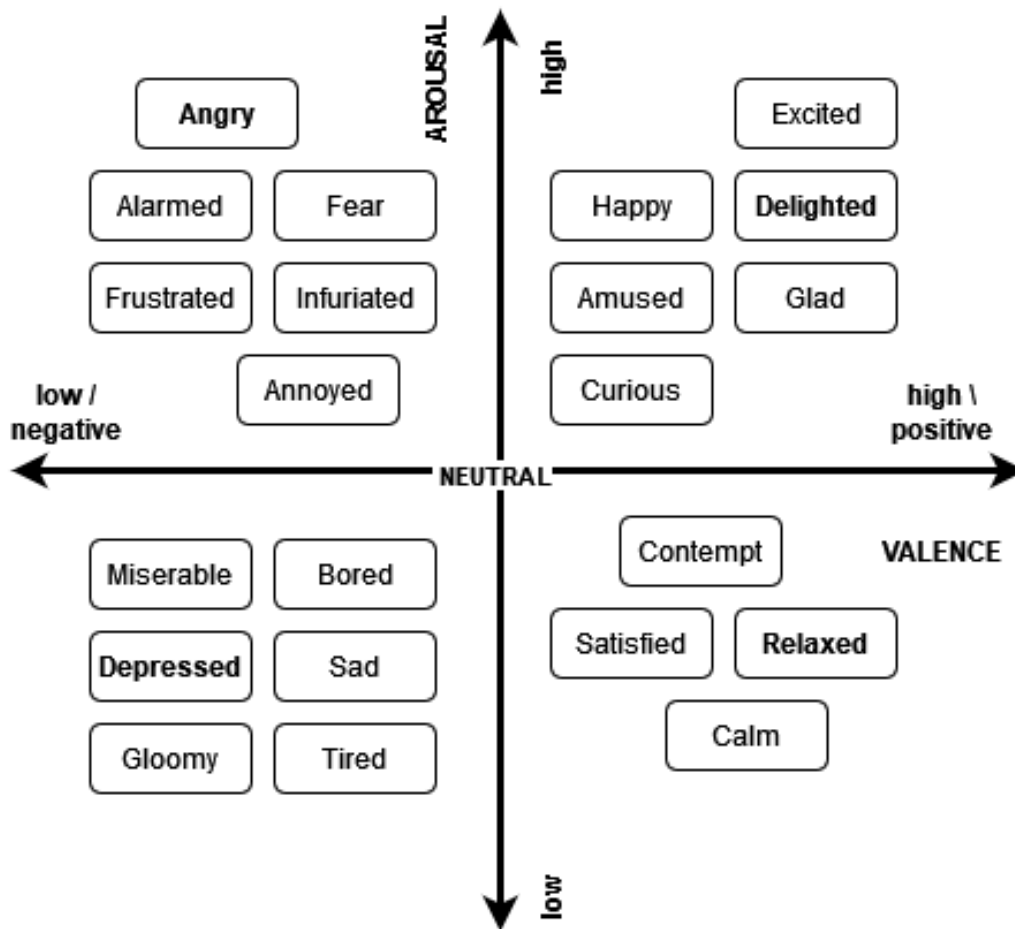 AROUSAL
high
Angry
Excited
Alarmed
Fear
Happy
Delighted
Frustrated
Infuriated
Amused
Glad
Annoyed
Curious
low /
negative
high \
positive
NEUTRAL
Contempt
VALENCE
Miserable
Bored
Satisfied
Relaxed
Depressed
Sad
Calm
Gloomy
Tired
low